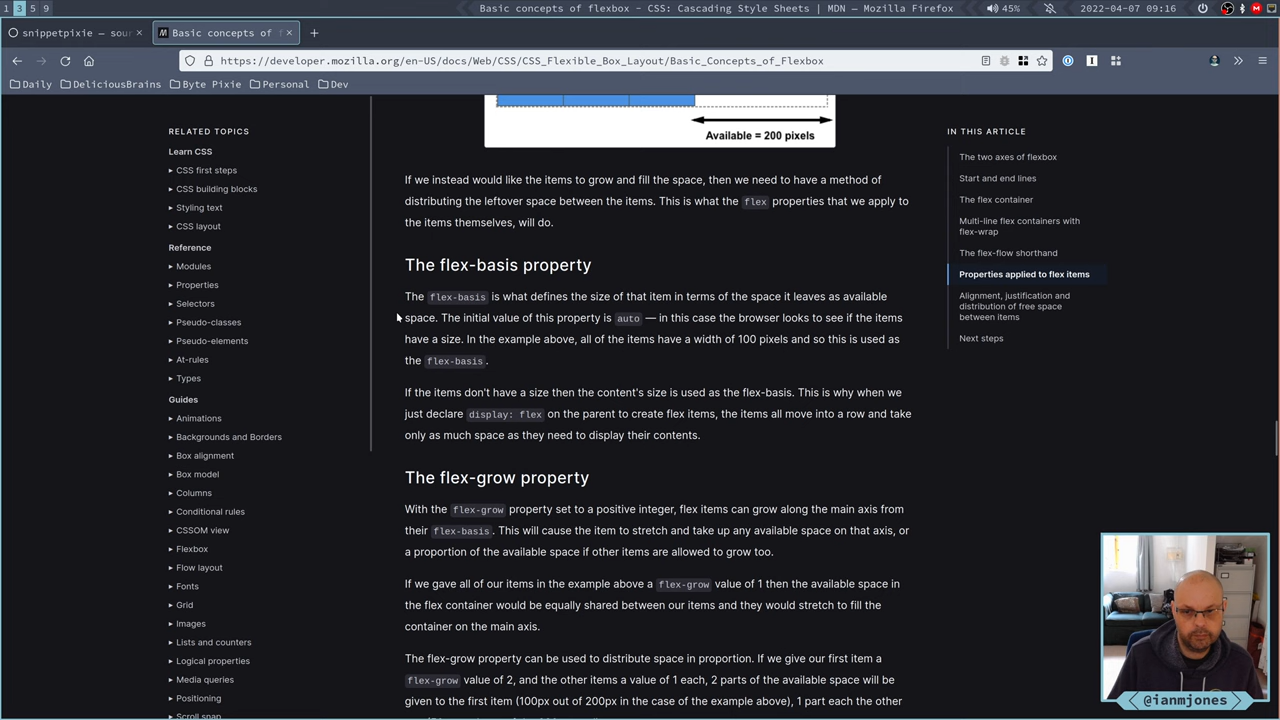 1 3 5 9
Basic concepts of flexbox - CSS: Cascading Style Sheets | MDN — Mozilla Firefox
45%
2022-04-07 09:16
snippetpixie — sour
Basic concepts of f
https://developer.mozilla.org/en-US/docs/Web/CSS/CSS_Flexible_Box_Layout/Basic_Concepts_of_Flexbox
Daily
DeliciousBrains
Byte Pixie
Personal
Dev
RELATED TOPICS
Learn CSS
CSS first steps
CSS building blocks
Styling text
CSS layout
Reference
Modules
Properties
Selectors
Pseudo-classes
Pseudo-elements
At-rules
Types
Guides
Animations
Backgrounds and Borders
Box alignment
Box model
Columns
Conditional rules
CSSOM view
Flexbox
Flow layout
Fonts
Grid
Images
Lists and counters
Logical properties
Media queries
Positioning
Scroll snap
Available = 200 pixels
If we instead would like the items to grow and fill the space, then we need to have a method of
distributing the leftover space between the items. This is what the flex properties that we apply to
the items themselves, will do.
The flex-basis property
The flex-basis is what defines the size of that item in terms of the space it leaves as available
space. The initial value of this property is auto — in this case the browser looks to see if the items
have a size. In the example above, all of the items have a width of 100 pixels and so this is used as
the flex-basis.
If the items don't have a size then the content's size is used as the flex-basis. This is why when we
just declare display: flex on the parent to create flex items, the items all move into a row and take
only as much space as they need to display their contents.
The flex-grow property
With the flex-grow property set to a positive integer, flex items can grow along the main axis from
their flex-basis. This will cause the item to stretch and take up any available space on that axis, or
a proportion of the available space if other items are allowed to grow too.
If we gave all of our items in the example above a flex-grow value of 1 then the available space in
the flex container would be equally shared between our items and they would stretch to fill the
container on the main axis.
The flex-grow property can be used to distribute space in proportion. If we give our first item a
flex-grow value of 2, and the other items a value of 1 each, 2 parts of the available space will be
given to the first item (100px out of 200px in the case of the example above), 1 part each the other
IN THIS ARTICLE
The two axes of flexbox
Start and end lines
The flex container
Multi-line flex containers with
flex-wrap
The flex-flow shorthand
Properties applied to flex items
Alignment, justification and
distribution of free space
between items
Next steps
@ianmjones